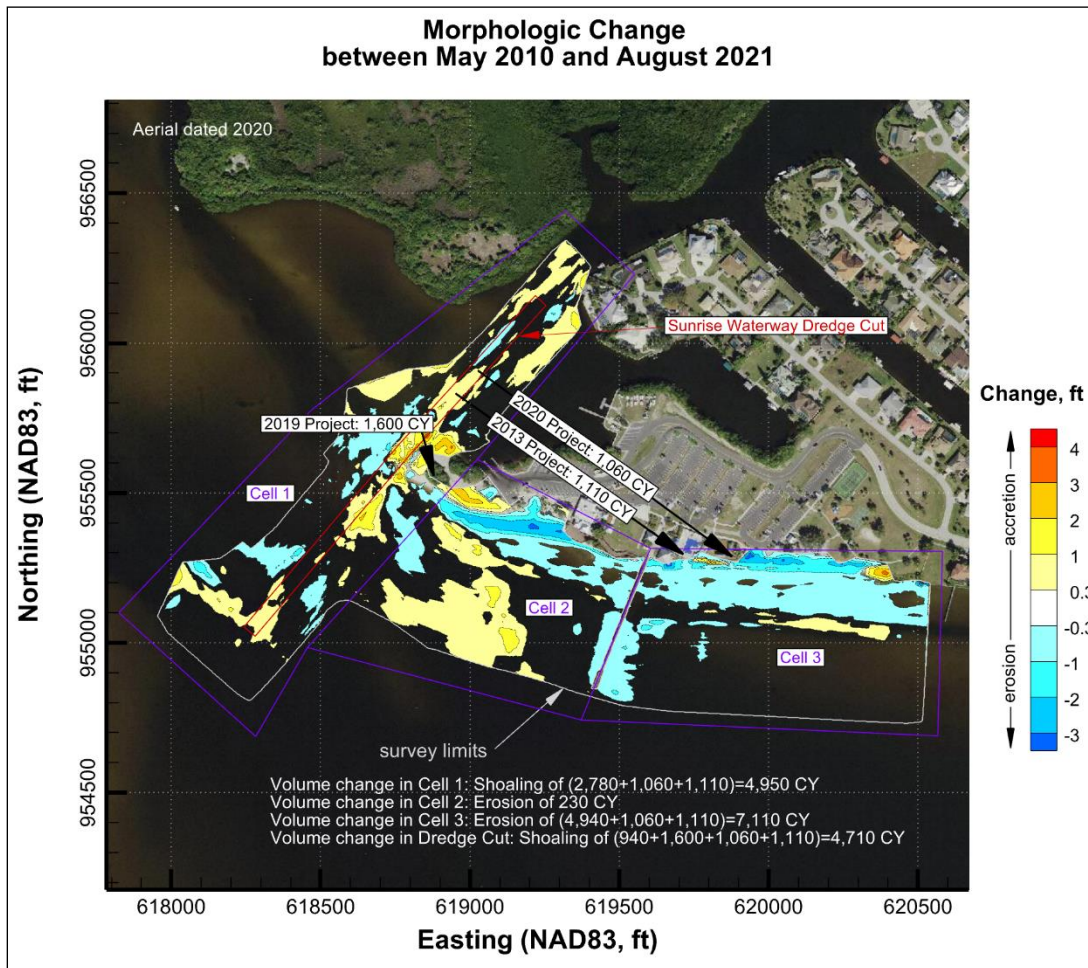 Morphologic Change
between May 2010 and August 2021
Aerial dated 2020
Sunrise Waterway Dredge Cut
2019 Project: 1,600 CY
2020 Project: 1,060 CY
2013 Project: 1,110 CY
Cell 1
Cell 2
Cell 3
survey limits
Volume change in Cell 1: Shoaling of (2,780+1,060+1,110)=4,950 CY
Volume change in Cell 2: Erosion of 230 CY
Volume change in Cell 3: Erosion of (4,940+1,060+1,110)=7,110 CY
Volume change in Dredge Cut: Shoaling of (940+1,600+1,060+1,110)=4,710 CY
Northing (NAD83, ft)
956500
956000
955500
955000
954500
618000 618500 619000 619500 620000 620500
Easting (NAD83, ft)
Change, ft
accretion
erosion
4
3
2
1
0.3
-0.3
-1
-2
-3